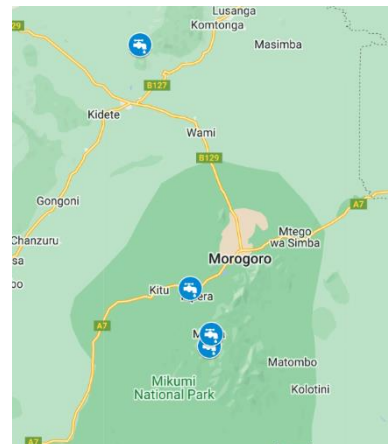 Lusanga
Komtonga
A29
Masimba
B127
Kidete
Wami
B129
Gongoni
A7
Mtego
wa Simba
Chanzuru
Morogoro
Kitu
A7
Matombo
Mikumi
National Park
Kolotini
A7